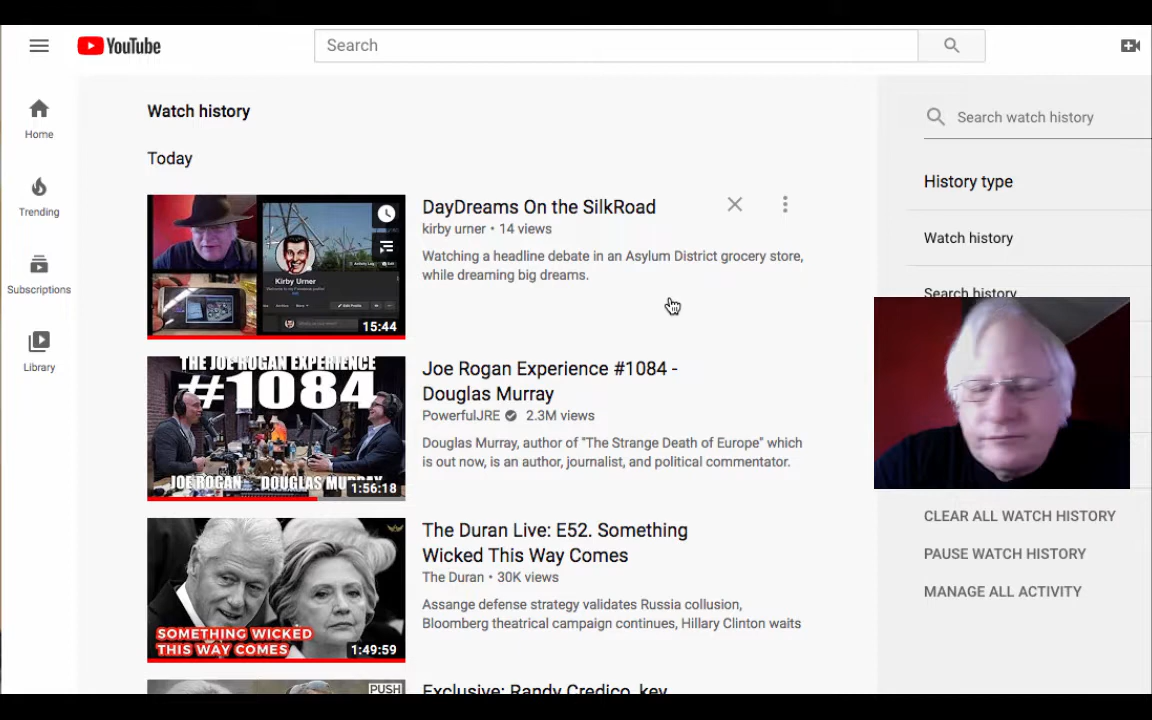 YouTube
Search
Home
Trending
Subscriptions
Library
Watch history
Today
Kirby Urner
15:44
DayDreams On the SilkRoad
kirby urner • 14 views
Watching a headline debate in an Asylum District grocery store,
while dreaming big dreams.
THE JOE ROGAN EXPERIENCE
#1084
JOE ROGAN DOUGLAS MURRAY
1:56:18
Joe Rogan Experience #1084 -
Douglas Murray
PowerfulJRE 2.3M views
Douglas Murray, author of "The Strange Death of Europe" which
is out now, is an author, journalist, and political commentator.
SOMETHING WICKED
THIS WAY COMES
1:49:59
The Duran Live: E52. Something
Wicked This Way Comes
The Duran • 30K views
Assange defense strategy validates Russia collusion,
Bloomberg theatrical campaign continues, Hillary Clinton waits
PUSH
Exclusive: Randy Credico, key
Search watch history
History type
Watch history
Search history
CLEAR ALL WATCH HISTORY
PAUSE WATCH HISTORY
MANAGE ALL ACTIVITY